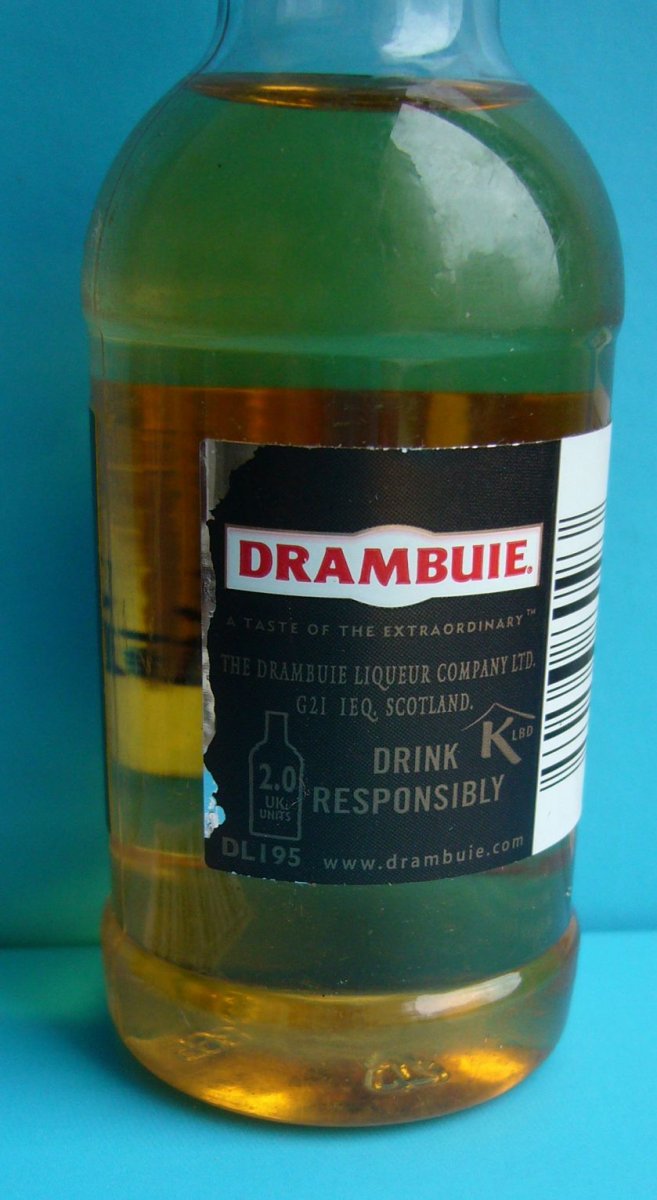 DRAMBUIE®
A TASTE OF THE EXTRAORDINARY™
THE DRAMBUIE LIQUEUR COMPANY LTD.
G21 1EQ, SCOTLAND.
K LBD
DRINK
RESPONSIBLY
2.0
UK
UNITS
DL195
www.drambuie.com